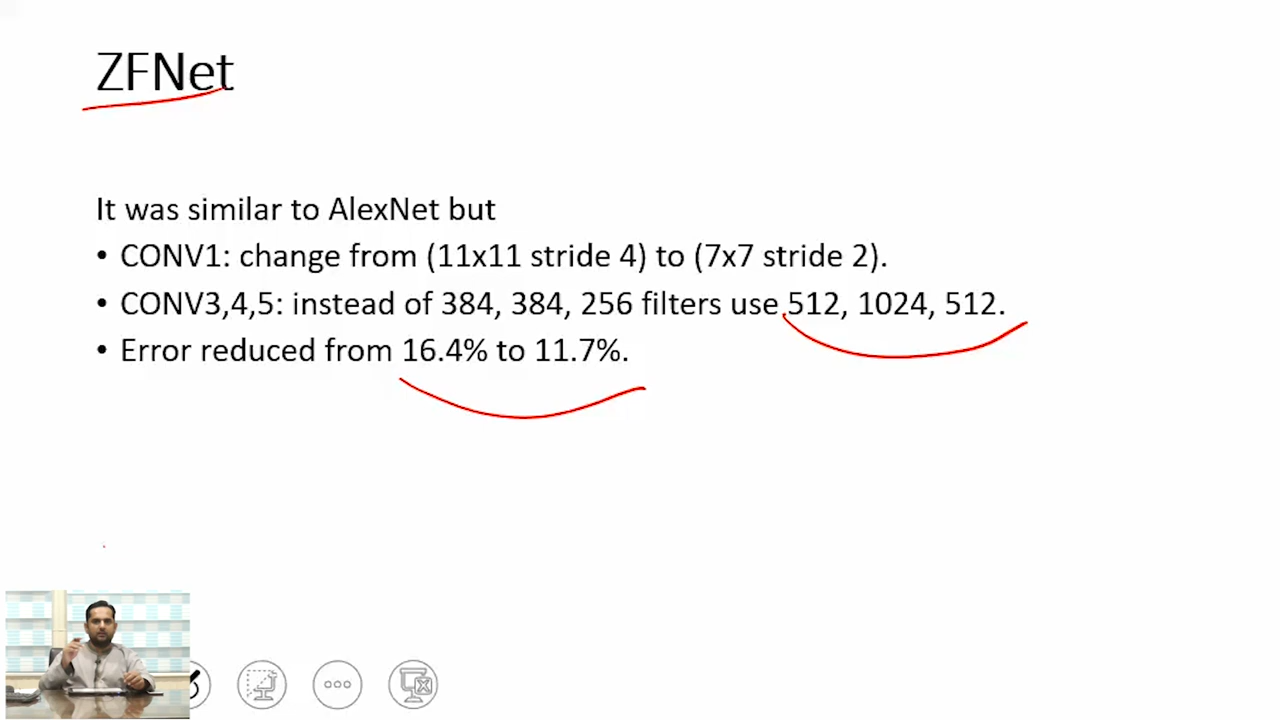 ZFNet
It was similar to AlexNet but
• CONV1: change from (11x11 stride 4) to (7x7 stride 2).
• CONV3,4,5: instead of 384, 384, 256 filters use 512, 1024, 512.
• Error reduced from 16.4% to 11.7%.